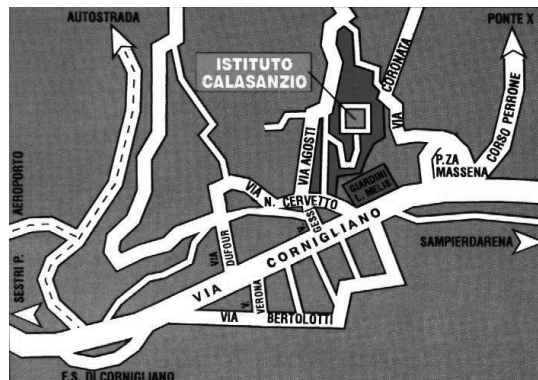 AUTOSTRADA
PONTE X
ISTITUTO
CALASANZIO
CORONATA
VIA
CORSO PERRONE
P.ZA
MASSENA
VIA AGOSTI
GIARDINI
L. MELIS
AEROPORTO
VIA
N. CERVETTO
V.
GESSI
SAMPIERDARENA
VIA
DUFOUR
VIA CORNIGLIANO
SESTRI P.
V.
VERONA
VIA BERTOLOTTI
F.S. DI CORNIGLIANO